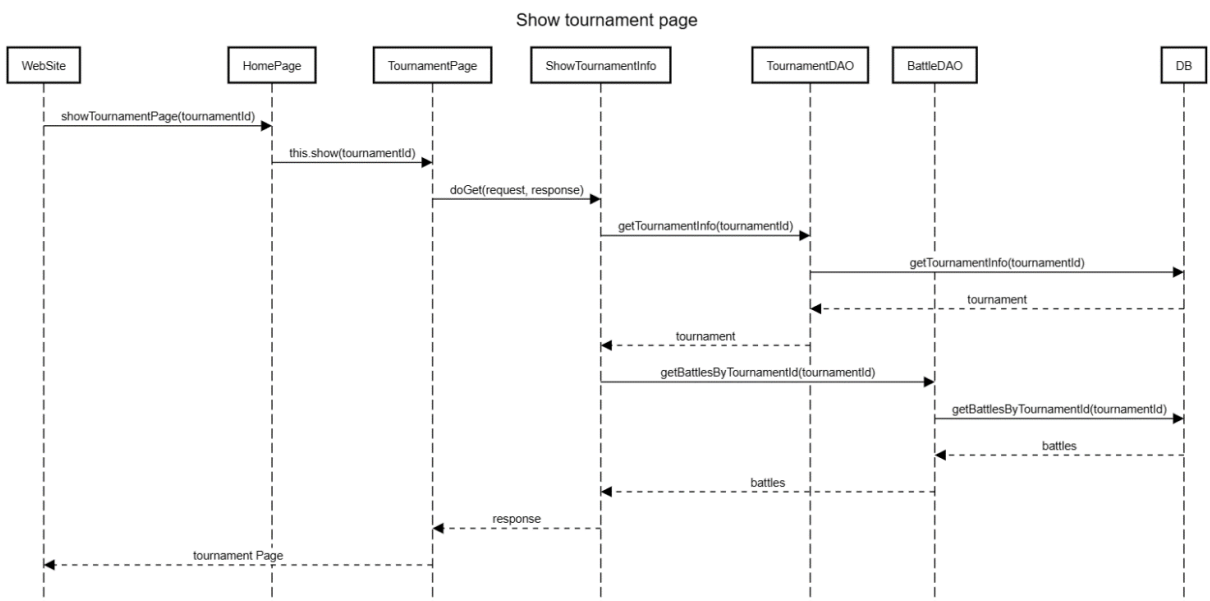 Show tournament page
WebSite
HomePage
TournamentPage
ShowTournamentInfo
TournamentDAO
BattleDAO
DB
showTournamentPage(tournamentId)
this.show(tournamentId)
doGet(request, response)
getTournamentInfo(tournamentId)
getTournamentInfo(tournamentId)
tournament
tournament
getBattlesByTournamentId(tournamentId)
getBattlesByTournamentId(tournamentId)
battles
battles
response
tournament Page